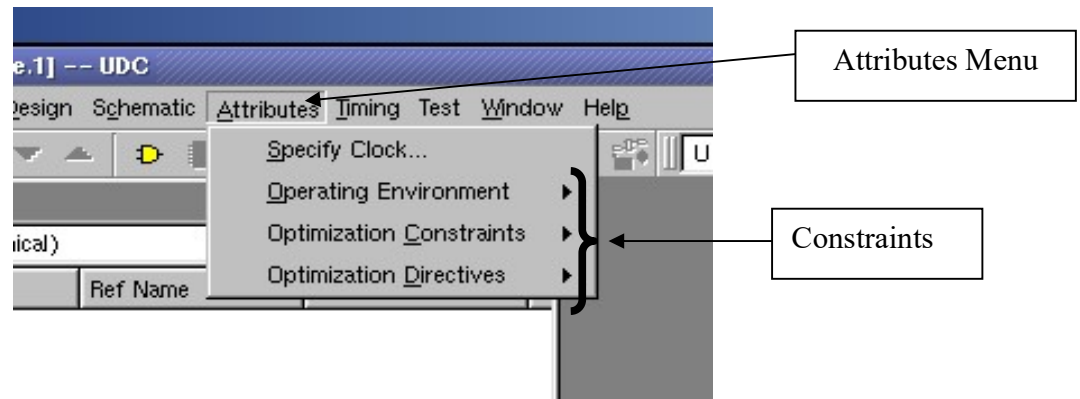 e.1] -- UDC
Design Schematic Attributes Timing Test Window Help
Attributes Menu
Specify Clock...
U
Operating Environment
Optimization Constraints
Optimization Directives
Constraints
ical)
Ref Name